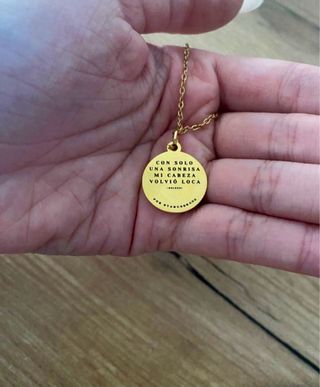 CON SOLO
UNA SONRISA
MI CABEZA
VOLVIÓ LOCA